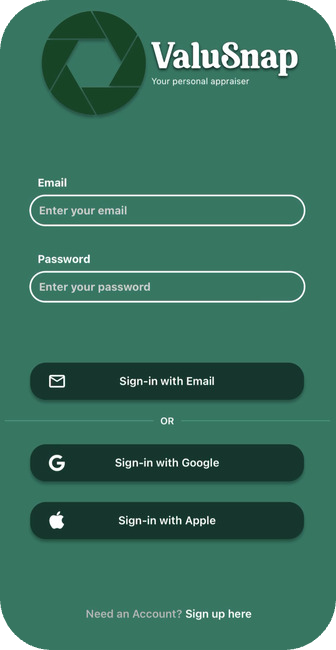 ValuSnap
Your personal appraiser
Email
Enter your email
Password
Enter your password
Sign-in with Email
OR
Sign-in with Google
Sign-in with Apple
Need an Account? Sign up here